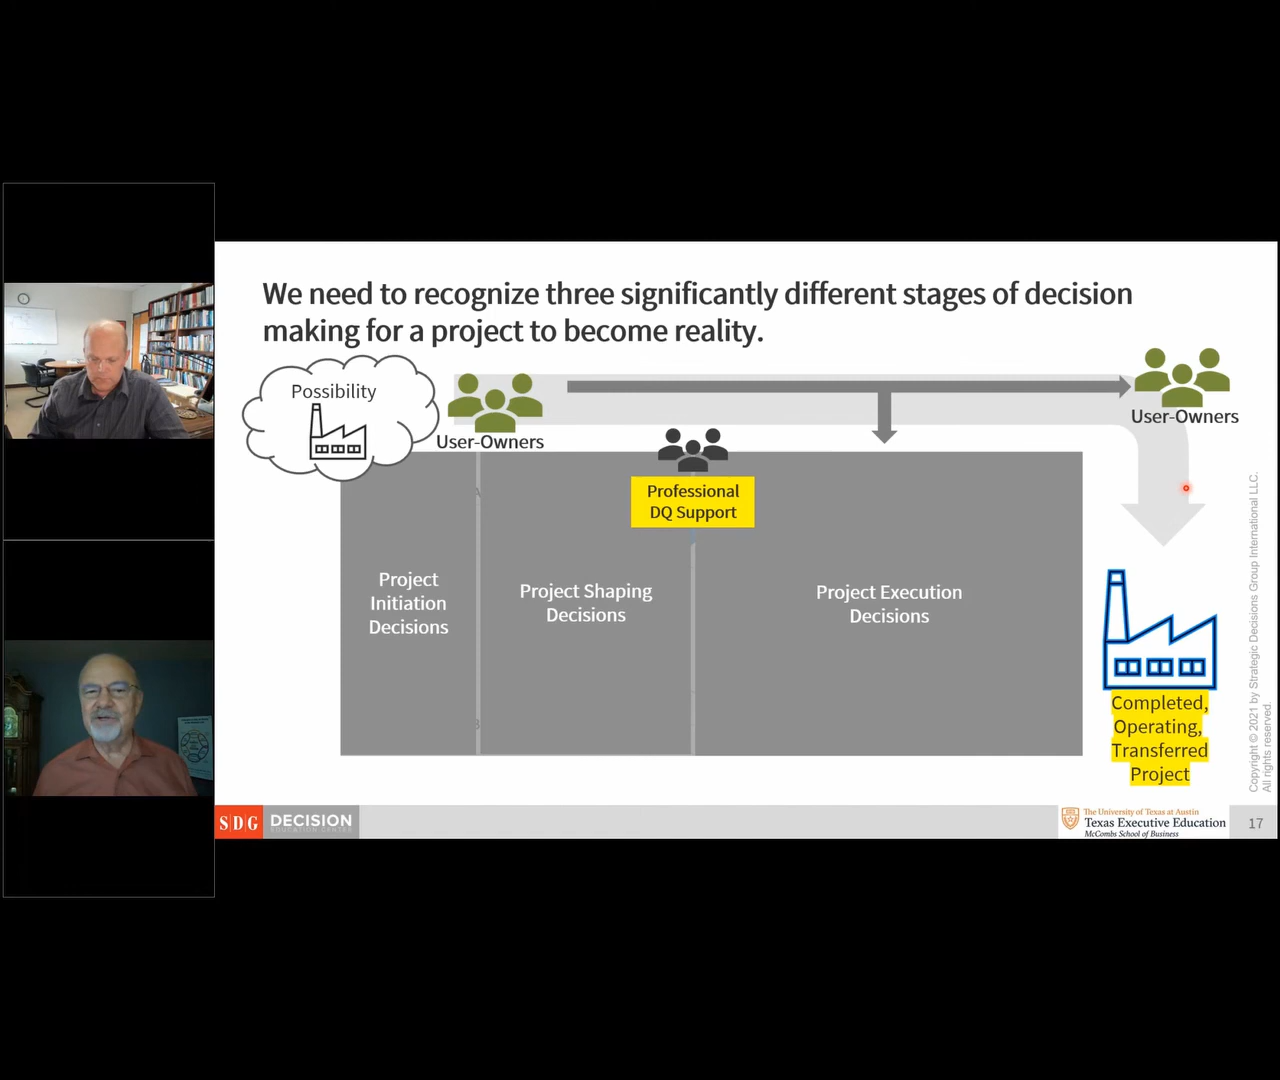 We need to recognize three significantly different stages of decision
making for a project to become reality.
Possibility
User-Owners
User-Owners
Professional
DQ Support
A
B
Project
Initiation
Decisions
Project Shaping
Decisions
Project Execution
Decisions
Completed,
Operating,
Transferred
Project
Copyright © 2021 by Strategic Decisions Group International LLC.
All rights reserved.
SDG
DECISION
EDUCATION CENTER
The University of Texas at Austin
Texas Executive Education
McCombs School of Business
17